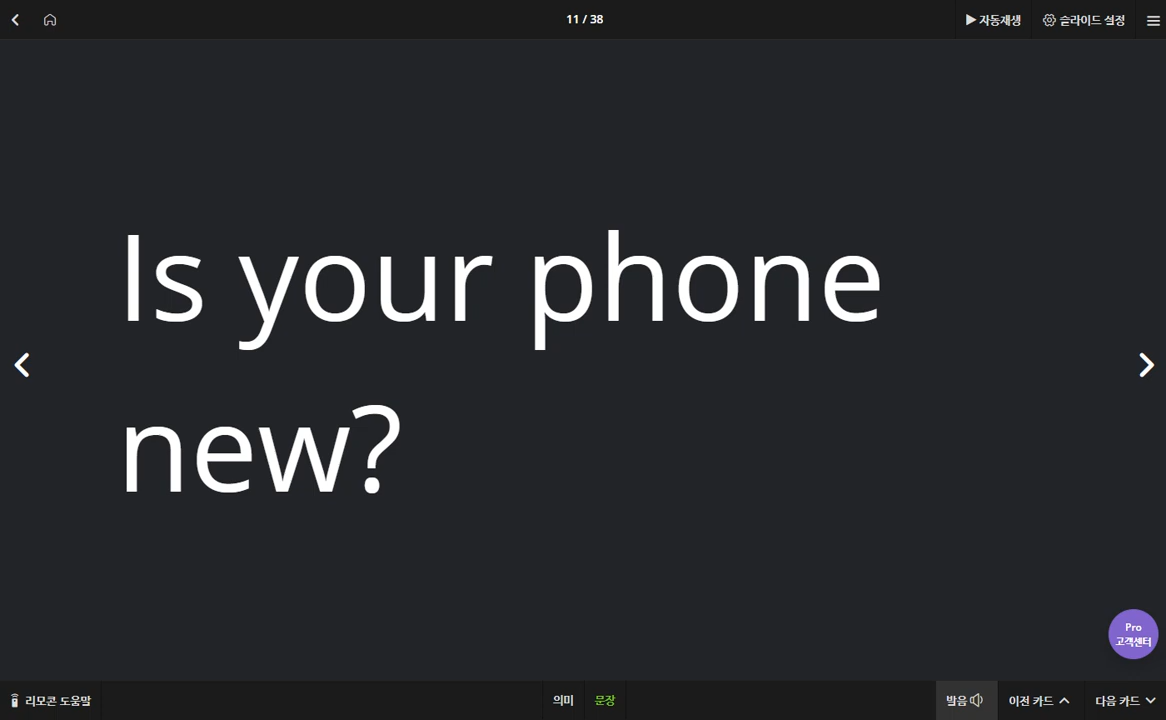 11 / 38
자동재생
슬라이드 설정
Is your phone
new?
Pro
고객센터
리모콘 도움말
의미
문장
발음
이전 카드
다음 카드